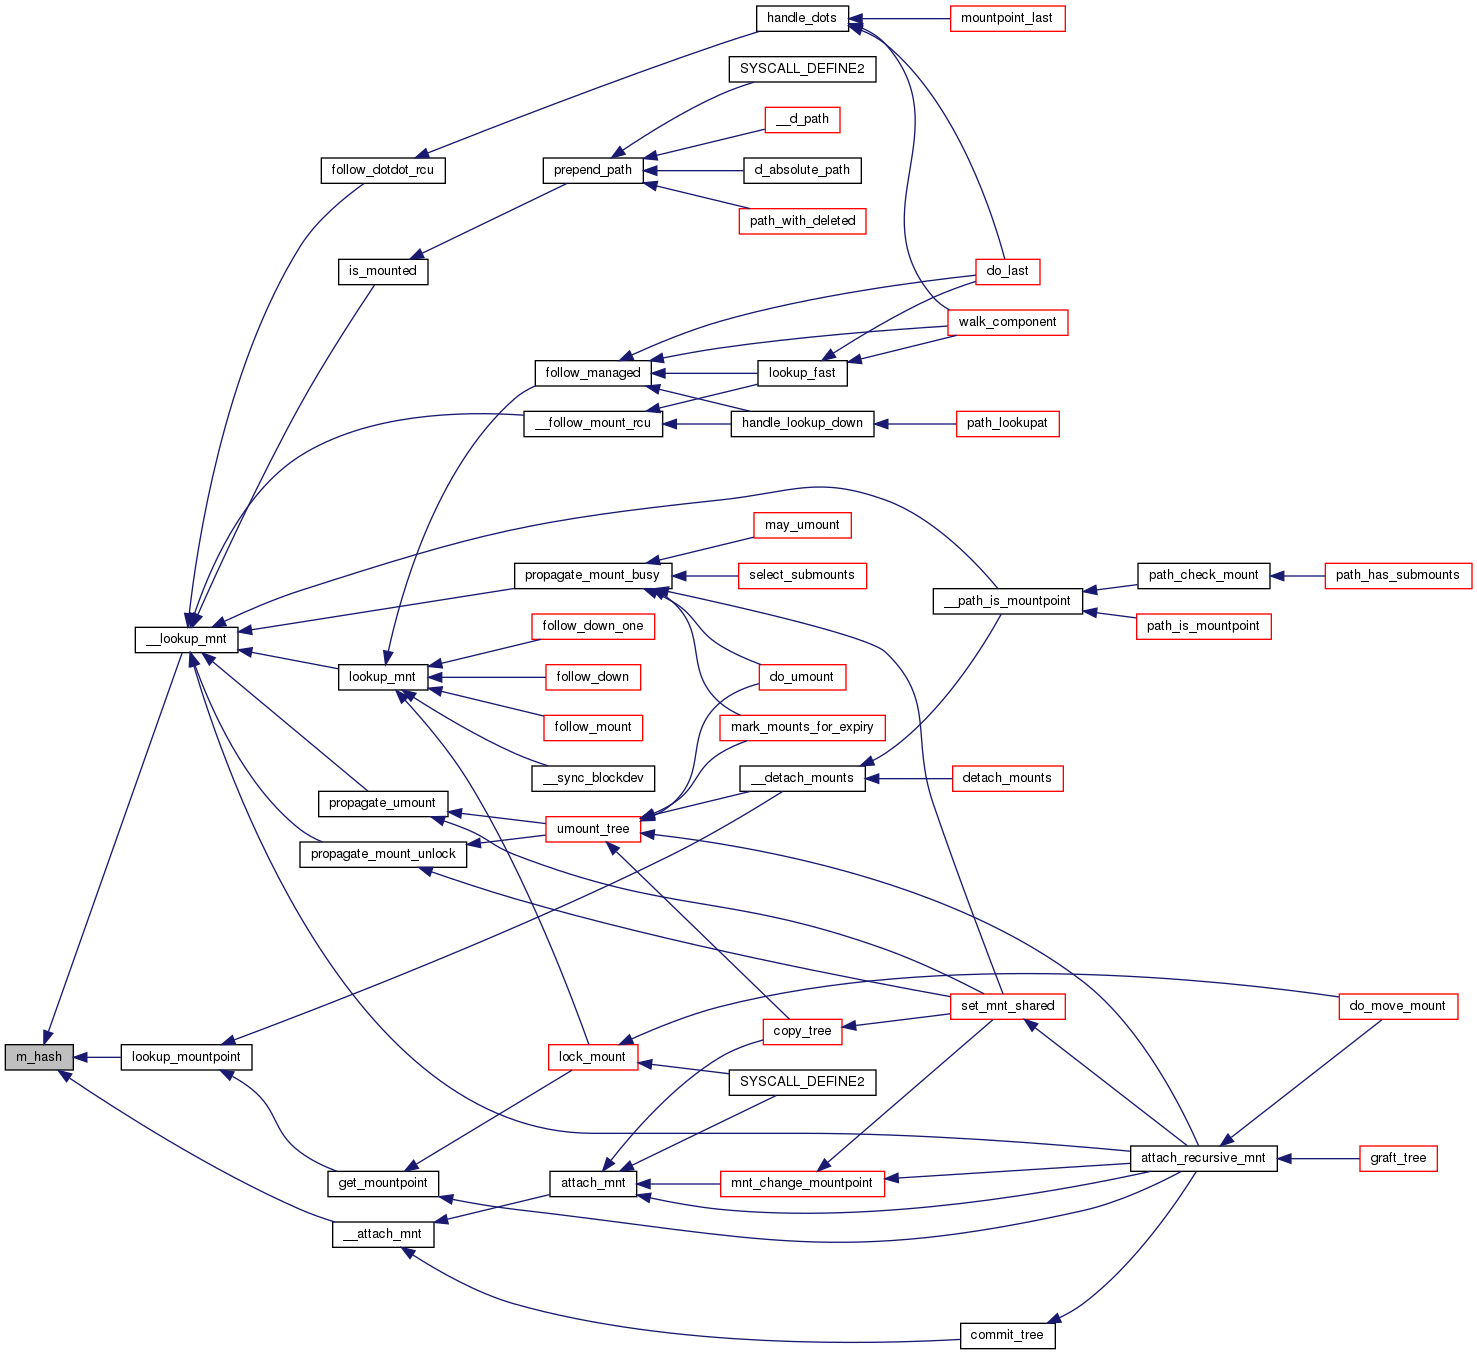 handle_dots
mountpoint_last
SYSCALL_DEFINE2
__d_path
follow_dotdot_rcu
prepend_path
d_absolute_path
path_with_deleted
is_mounted
do_last
walk_component
follow_managed
lookup_fast
__follow_mount_rcu
handle_lookup_down
path_lookupat
may_umount
propagate_mount_busy
select_submounts
path_check_mount
path_has_submounts
__path_is_mountpoint
path_is_mountpoint
__lookup_mnt
follow_down_one
lookup_mnt
follow_down
do_umount
follow_mount
mark_mounts_for_expiry
__sync_blockdev
__detach_mounts
detach_mounts
propagate_umount
umount_tree
propagate_mount_unlock
set_mnt_shared
do_move_mount
copy_tree
m_hash
lookup_mountpoint
lock_mount
SYSCALL_DEFINE2
attach_recursive_mnt
graft_tree
get_mountpoint
attach_mnt
mnt_change_mountpoint
__attach_mnt
commit_tree